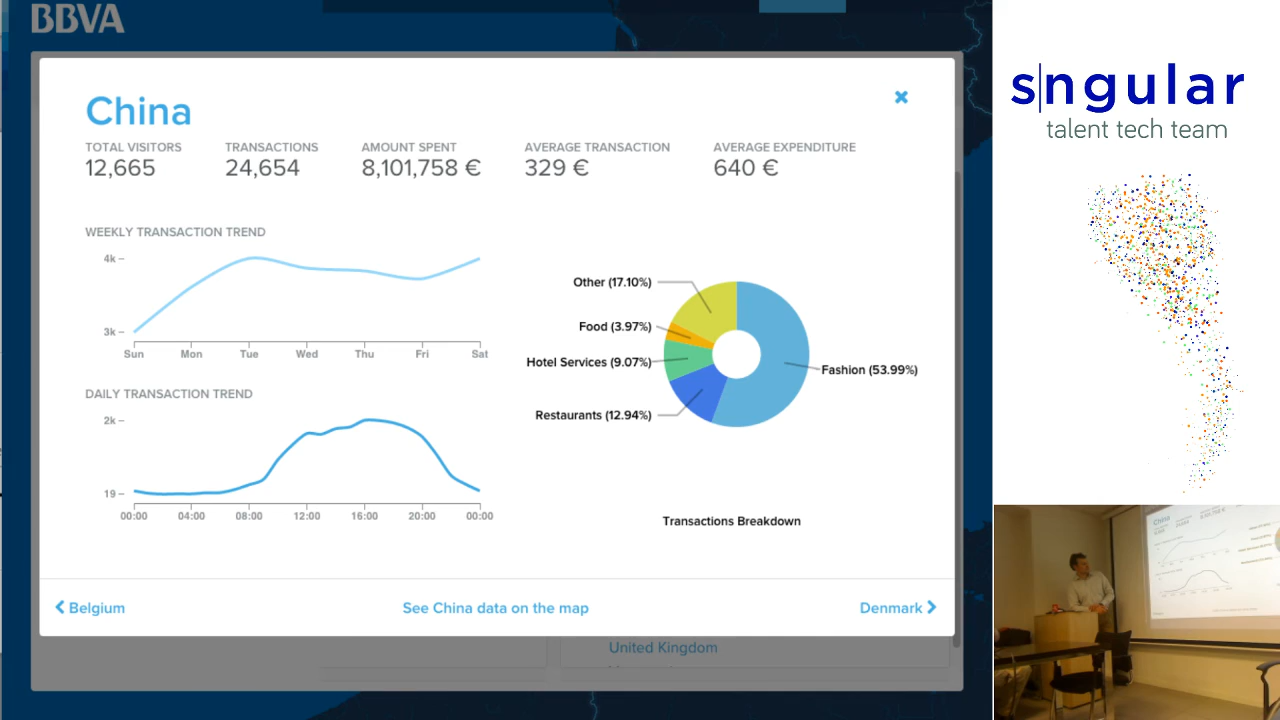 BBVA
China
TOTAL VISITORS
12,665
TRANSACTIONS
24,654
AMOUNT SPENT
8,101,758 €
AVERAGE TRANSACTION
329 €
AVERAGE EXPENDITURE
640 €
WEEKLY TRANSACTION TREND
4k
3k
Sun Mon Tue Wed Thu Fri Sat
DAILY TRANSACTION TREND
2k
19
00:00 04:00 08:00 12:00 16:00 20:00 00:00
Other (17.10%)
Food (3.97%)
Hotel Services (9.07%)
Restaurants (12.94%)
Fashion (53.99%)
Transactions Breakdown
Belgium
See China data on the map
Denmark
United Kingdom
s|ngular
talent tech team
China